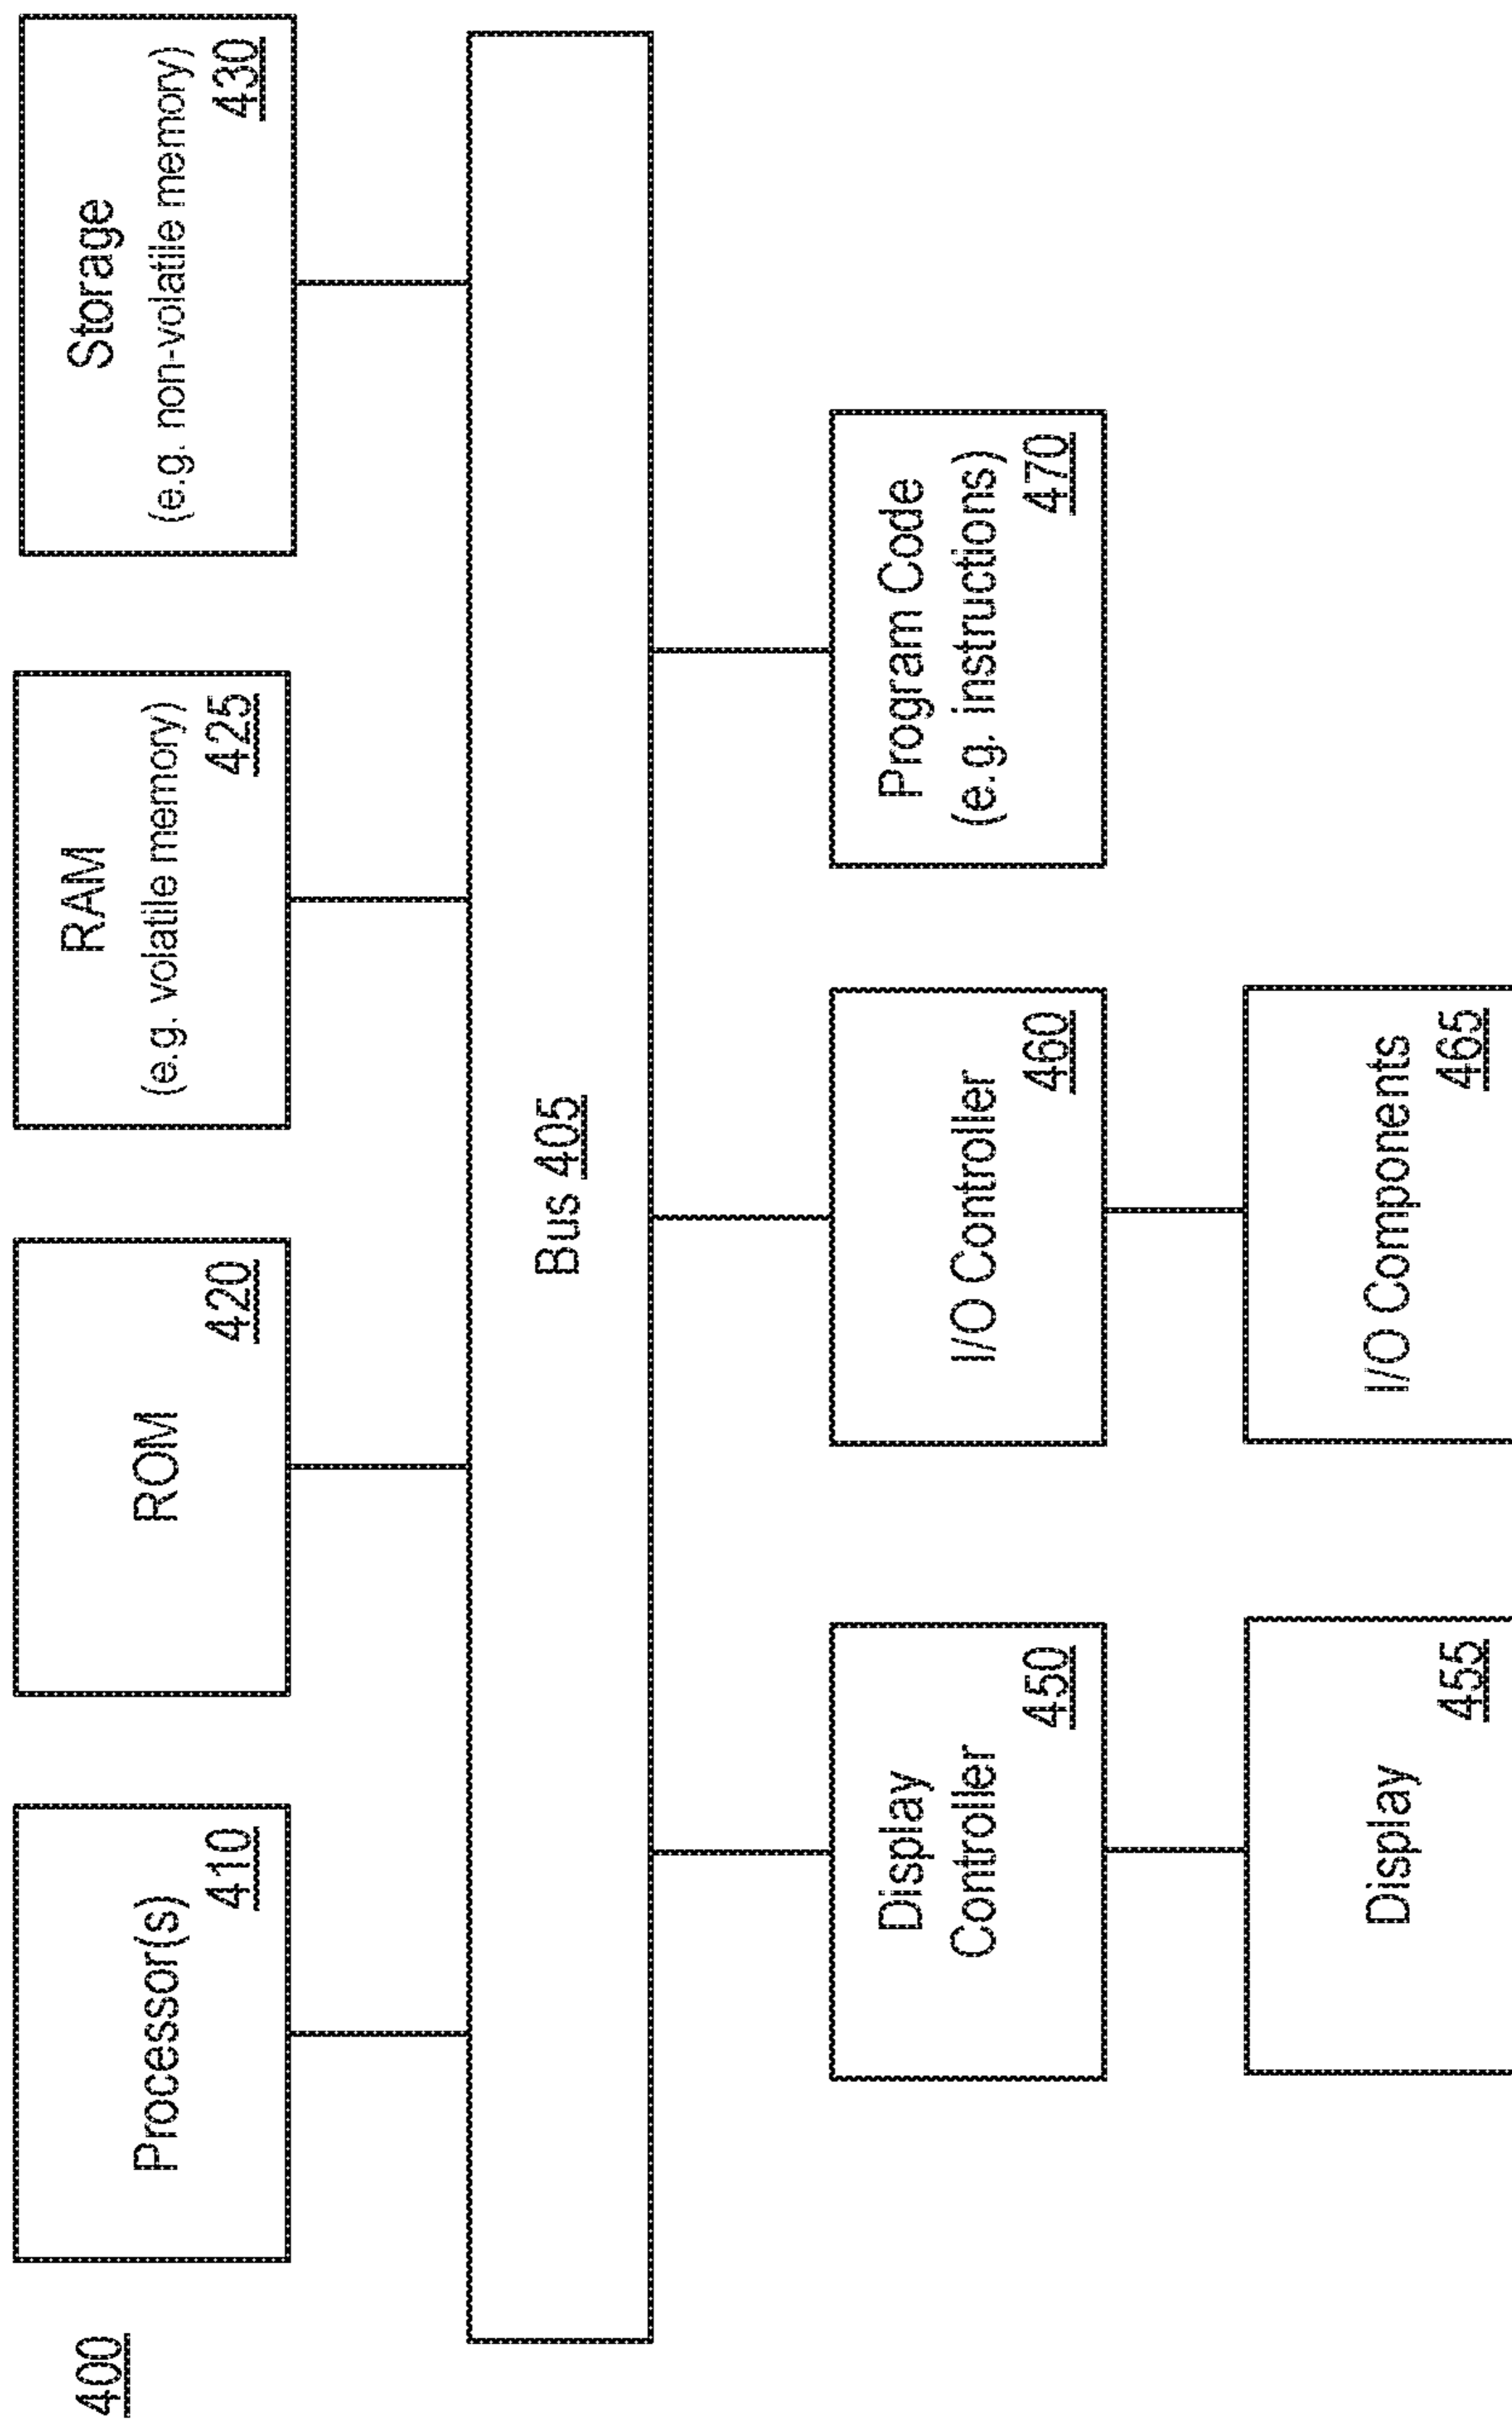 400
Processor(s)
410
ROM
420
RAM
(e.g. volatile memory)
425
Storage
(e.g. non-volatile memory)
430
Bus 405
Display
Controller
450
I/O Controller
460
Program Code
(e.g. instructions)
470
Display
455
I/O Components
465